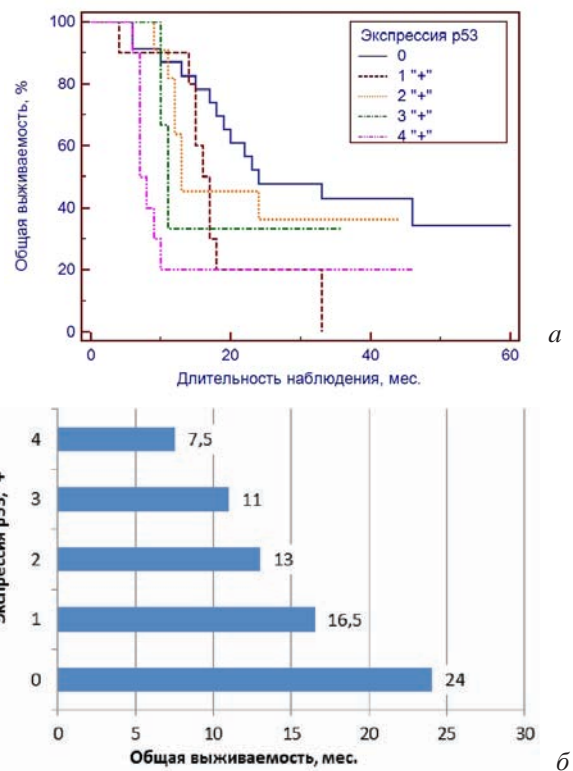 Экспрессия p53
0
1 "+"
2 "+"
3 "+"
4 "+"
100
80
60
40
20
0
Общая выживаемость, %
0 20 40 60
Длительность наблюдения, мес.
а
4 7,5
3 11
2 13
1 16,5
0 24
0 5 10 15 20 25 30
Общая выживаемость, мес.
б